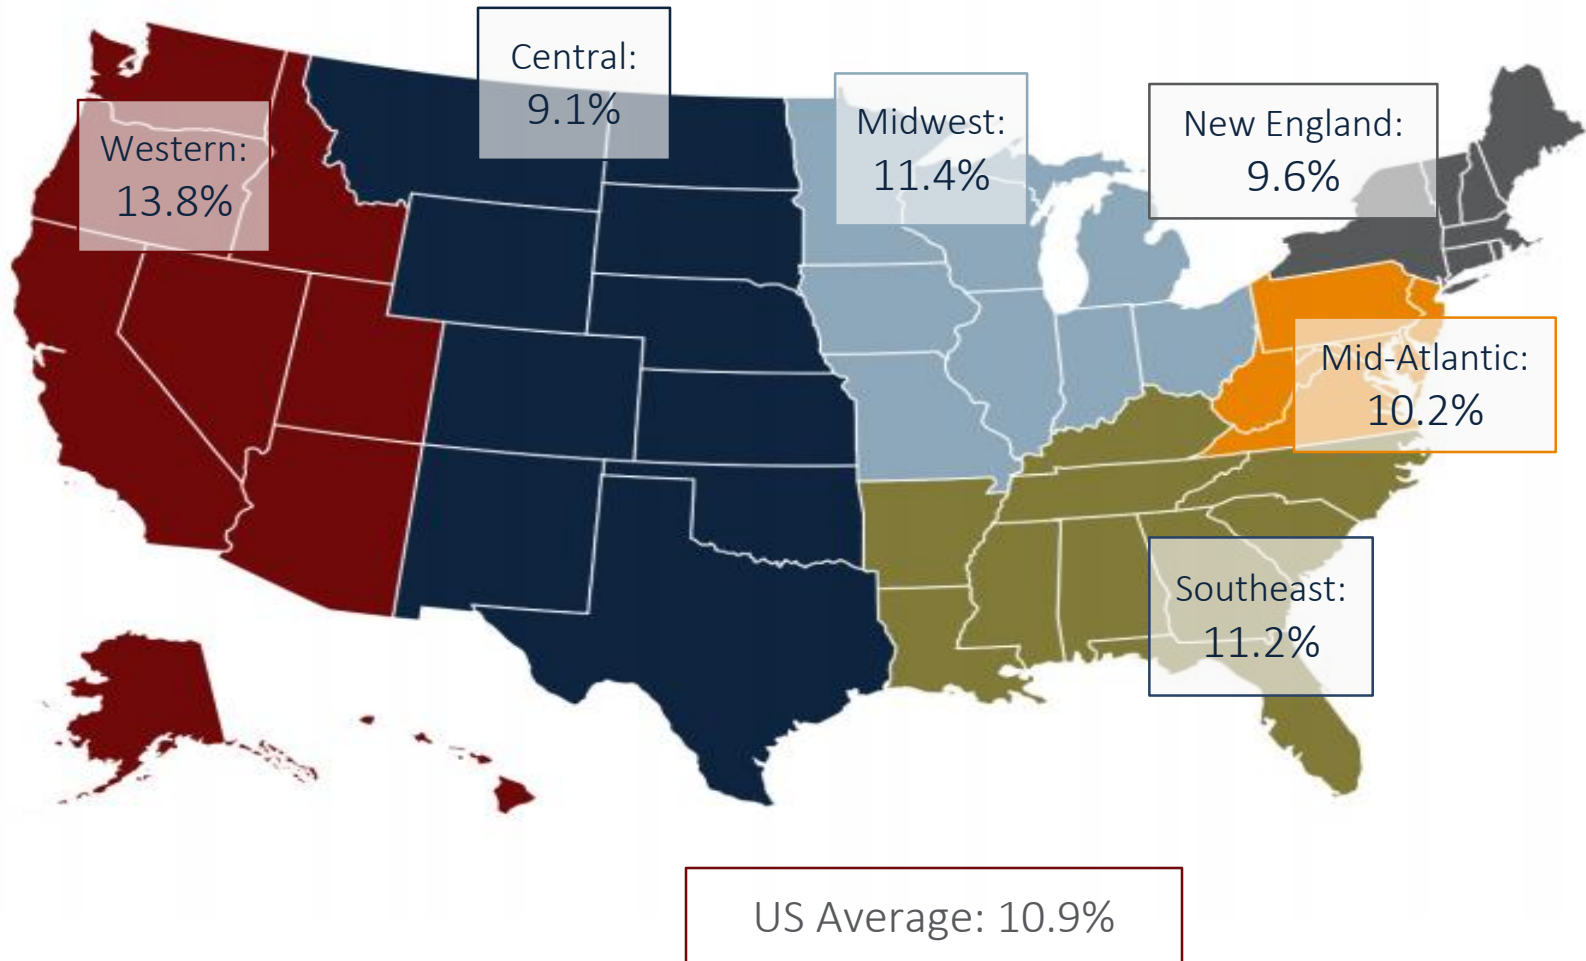 Central:
9.1%
Midwest:
11.4%
New England:
9.6%
Western:
13.8%
Mid-Atlantic:
10.2%
Southeast:
11.2%
US Average: 10.9%